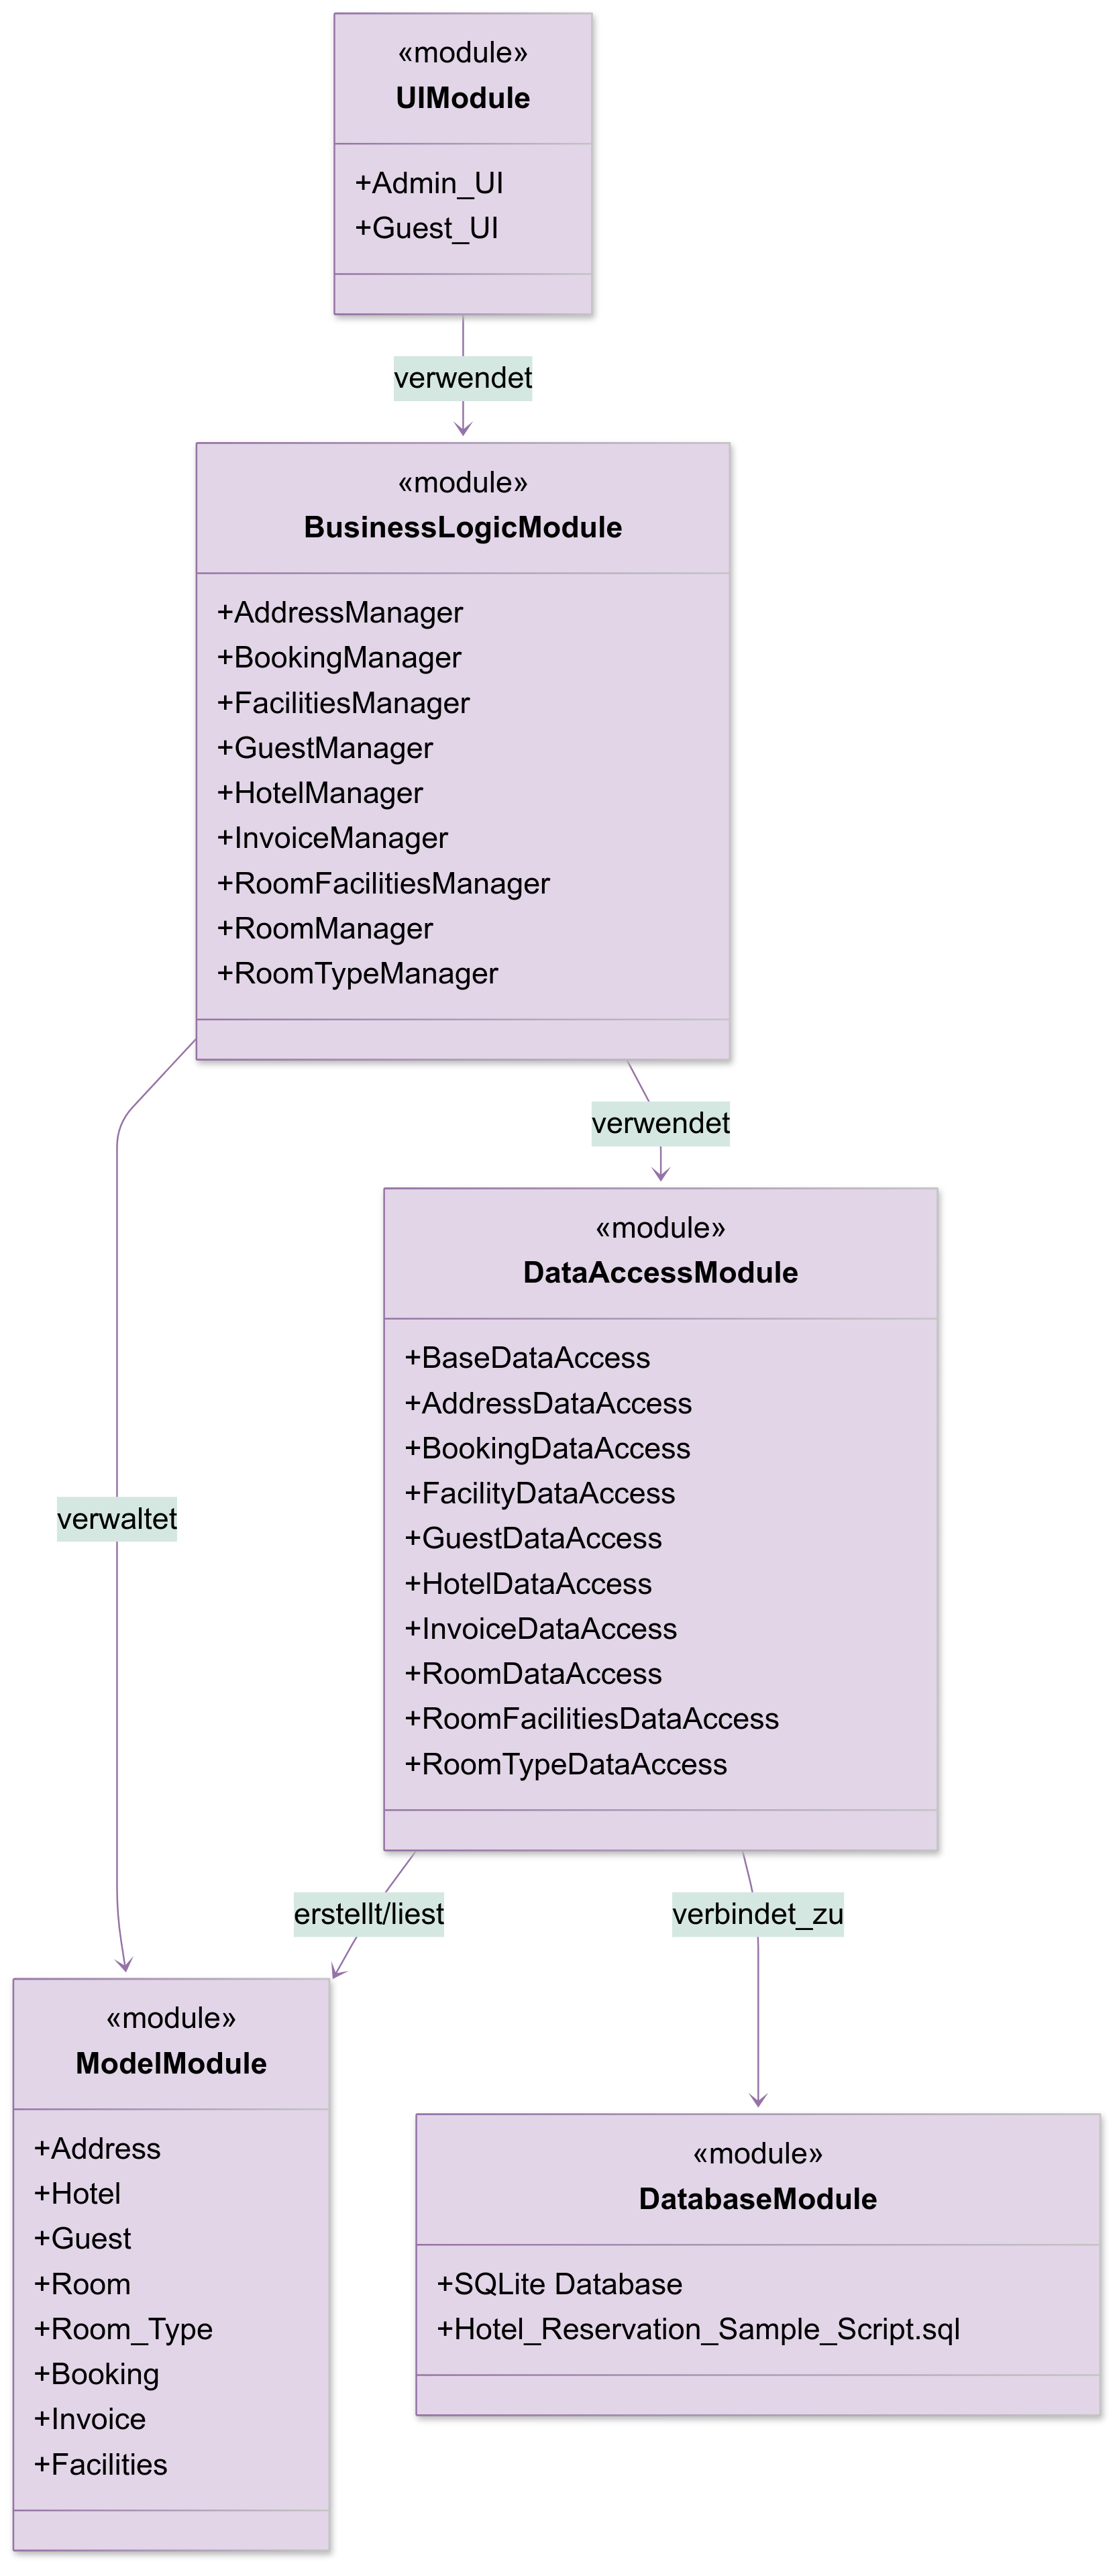 «module»
UIModule
+Admin_UI
+Guest_UI
verwendet
«module»
BusinessLogicModule
+AddressManager
+BookingManager
+FacilitiesManager
+GuestManager
+HotelManager
+InvoiceManager
+RoomFacilitiesManager
+RoomManager
+RoomTypeManager
verwendet
«module»
DataAccessModule
+BaseDataAccess
+AddressDataAccess
+BookingDataAccess
+FacilityDataAccess
+GuestDataAccess
+HotelDataAccess
+InvoiceDataAccess
+RoomDataAccess
+RoomFacilitiesDataAccess
+RoomTypeDataAccess
verwaltet
erstellt/liest
verbindet_zu
«module»
ModelModule
+Address
+Hotel
+Guest
+Room
+Room_Type
+Booking
+Invoice
+Facilities
«module»
DatabaseModule
+SQLite Database
+Hotel_Reservation_Sample_Script.sql